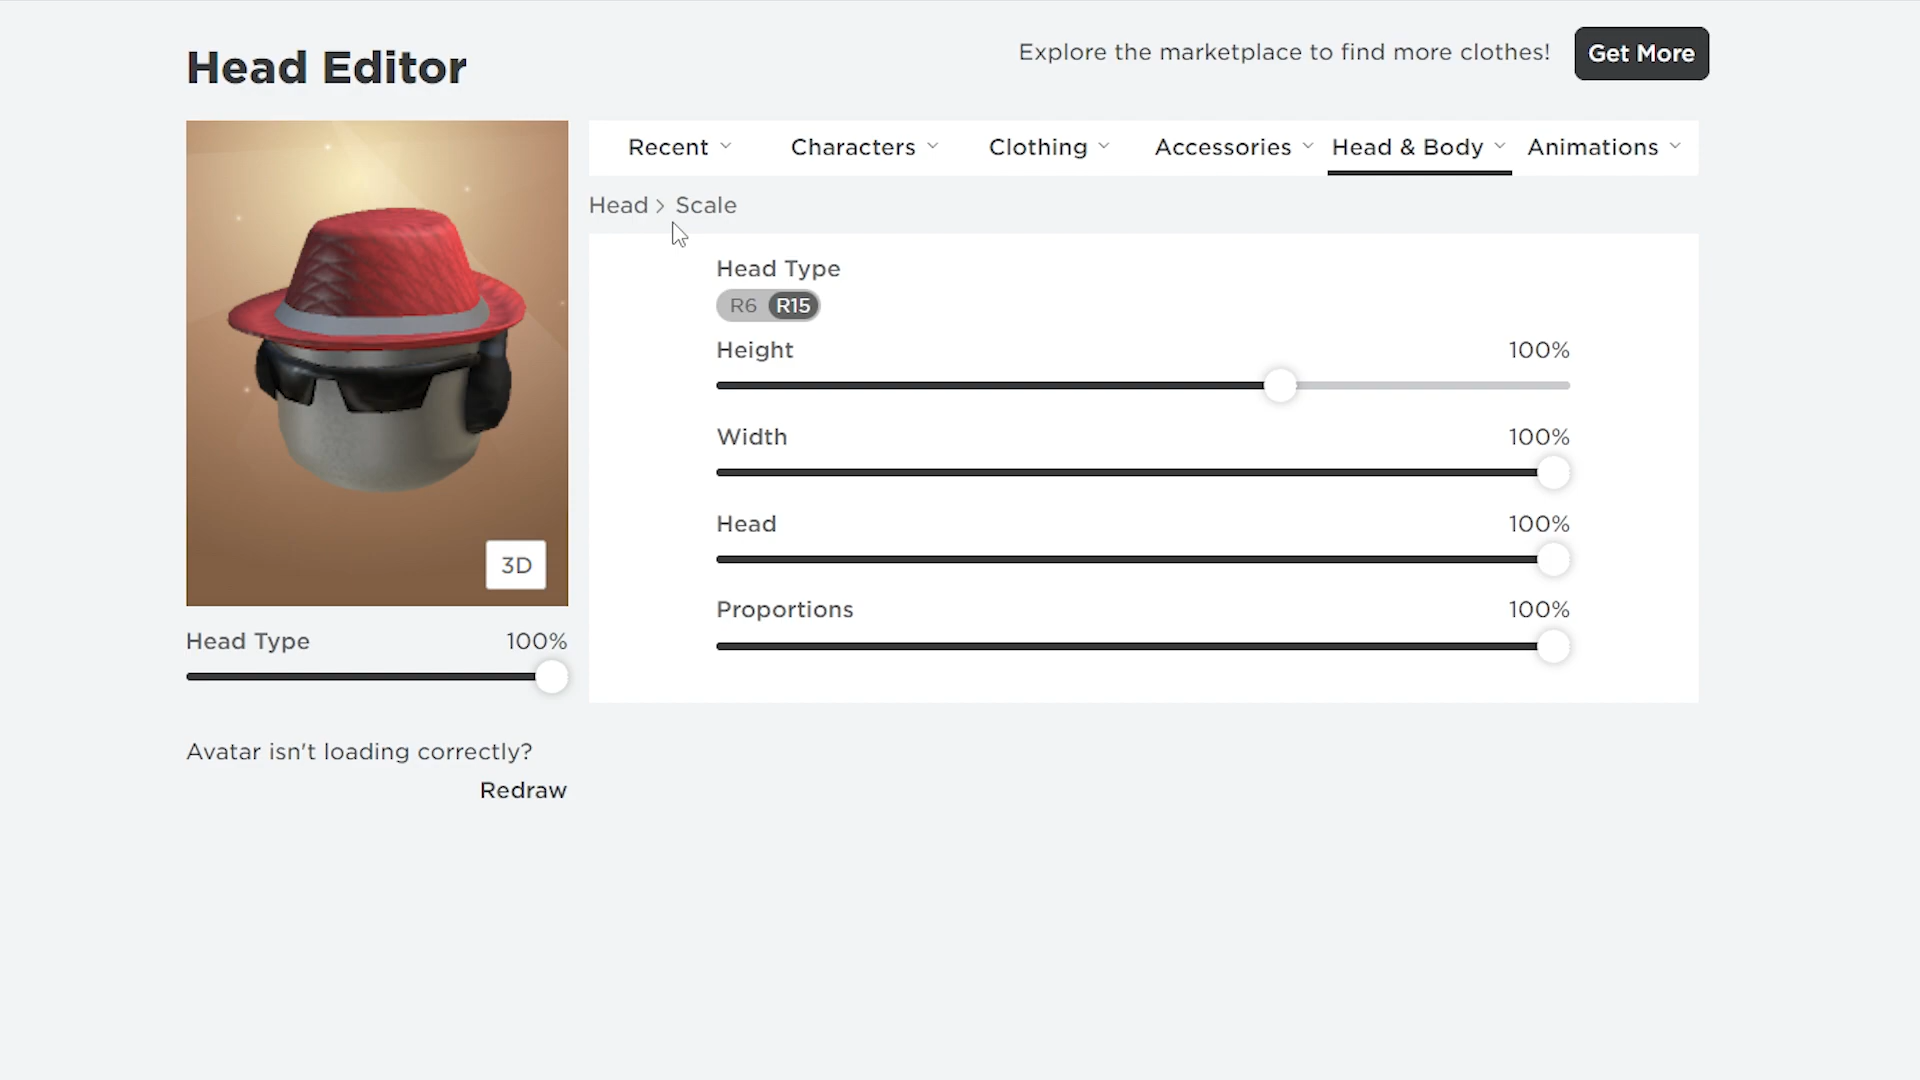 Head Editor
Explore the marketplace to find more clothes!
Get More
Recent
Characters
Clothing
Accessories
Head & Body
Animations
Head > Scale
Head Type
R6 R15
Height 100%
Width 100%
Head 100%
Proportions 100%
3D
Head Type 100%
Avatar isn't loading correctly?
Redraw